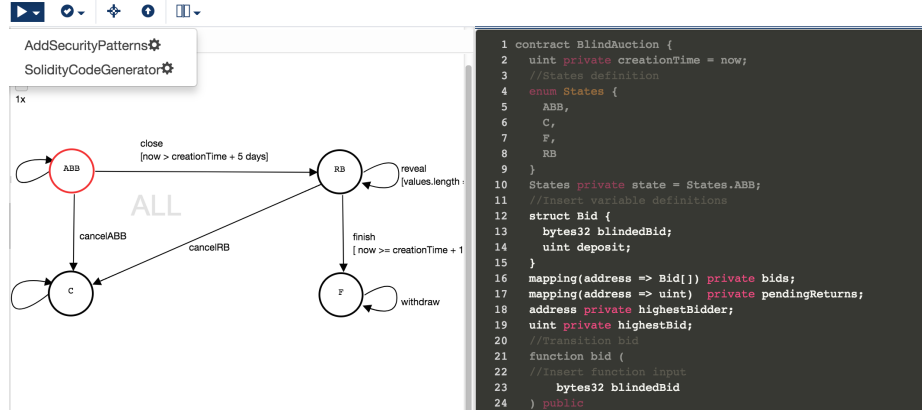 AddSecurityPatterns
SolidityCodeGenerator
1x
close
[now > creationTime + 5 days]
ABB
RB
reveal
[values.length
ALL
cancelABB
cancelRB
finish
[ now >= creationTime + 1
C
F
withdraw
1 contract BlindAuction {
2 uint private creationTime = now;
3 //States definition
4 enum States {
5 ABB,
6 C,
7 F,
8 RB
9 }
10 States private state = States.ABB;
11 //Insert variable definitions
12 struct Bid {
13 bytes32 blindedBid;
14 uint deposit;
15 }
16 mapping(address => Bid[]) private bids;
17 mapping(address => uint) private pendingReturns;
18 address private highestBidder;
19 uint private highestBid;
20 //Transition bid
21 function bid (
22 //Insert function input
23 bytes32 blindedBid
24 ) public